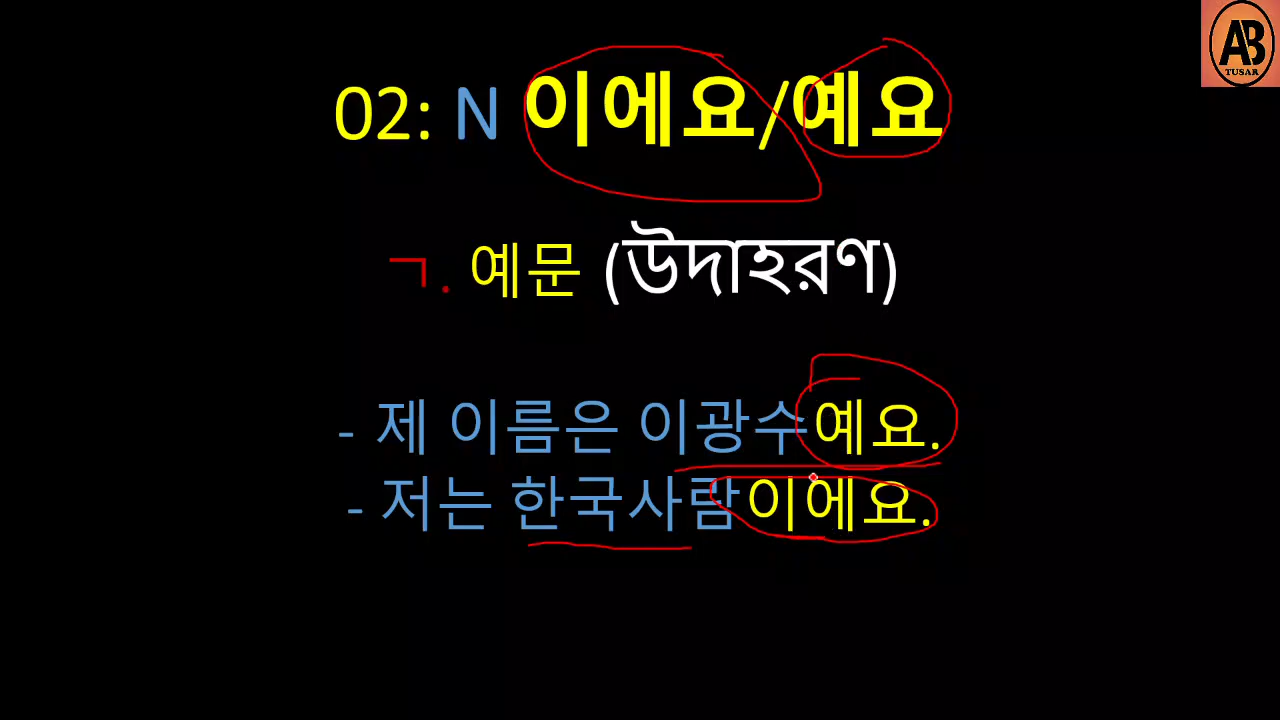 AB
TUSAR
02: N 이에요/예요
ㄱ. 예문 (উদাহরণ)
- 제 이름은 이광수예요.
- 저는 한국사람이에요.